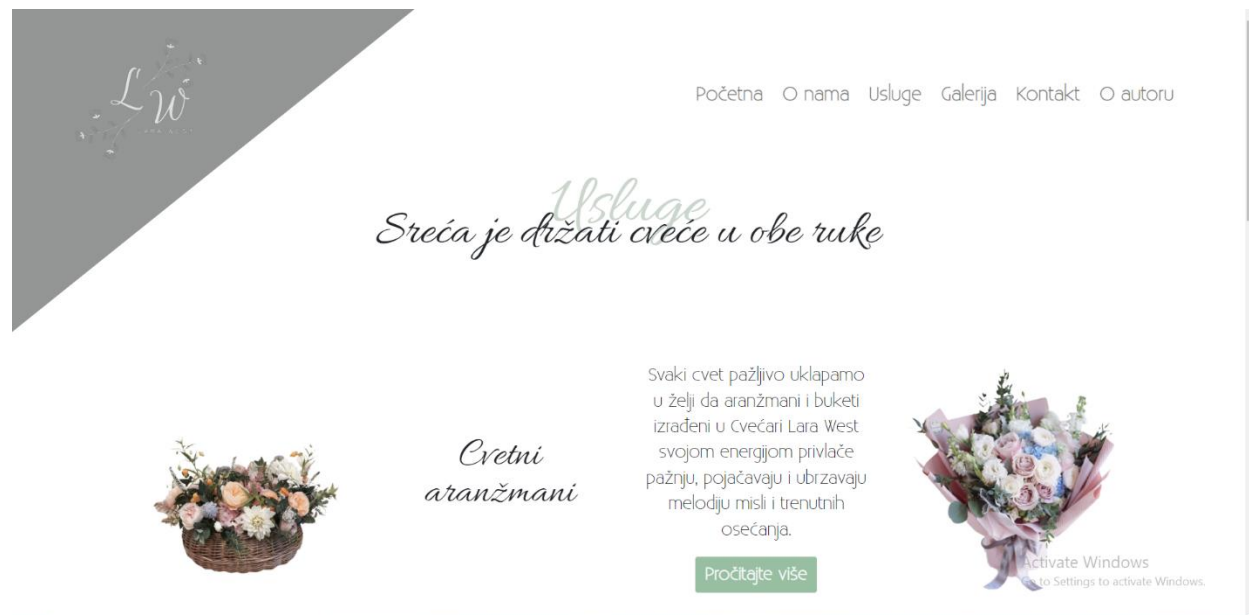 L W
LARA WEST
Početna O nama Usluge Galerija Kontakt O autoru
Usluge
Sreća je držati cveće u obe ruke
Cvetni
aranžmani
Svaki cvet pažljivo uklapamo
u želji da aranžmani i buketi
izrađeni u Cvećari Lara West
svojom energijom privlače
pažnju, pojačavaju i ubrzavaju
melodiju misli i trenutnih
osećanja.
Pročitajte više
Activate Windows
Go to Settings to activate Windows.